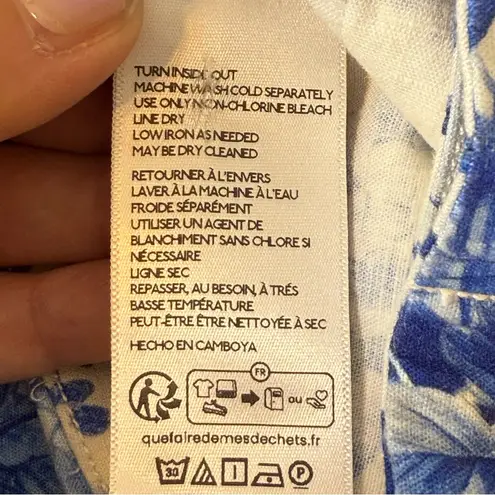 TURN INSIDE OUT
MACHINE WASH COLD SEPARATELY
USE ONLY NON-CHLORINE BLEACH
LINE DRY
LOW IRON AS NEEDED
MAY BE DRY CLEANED
RETOURNER À L'ENVERS
LAVER À LA MACHINE À L'EAU
FROIDE SÉPARÉMENT
UTILISER UN AGENT DE
BLANCHIMENT SANS CHLORE SI
NÉCESSAIRE
LIGNE SEC
REPASSER, AU BESOIN, À TRÉS
BASSE TEMPÉRATURE
PEUT-ÊTRE ÊTRE NETTOYÉE À SEC
HECHO EN CAMBOYA
FR
ou
quefairedemesdechets.fr
30 P